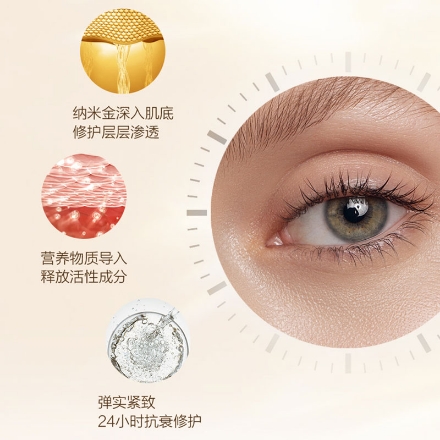 纳米金深入肌底
修护层层渗透
营养物质导入
释放活性成分
弹实紧致
24小时抗衰修护